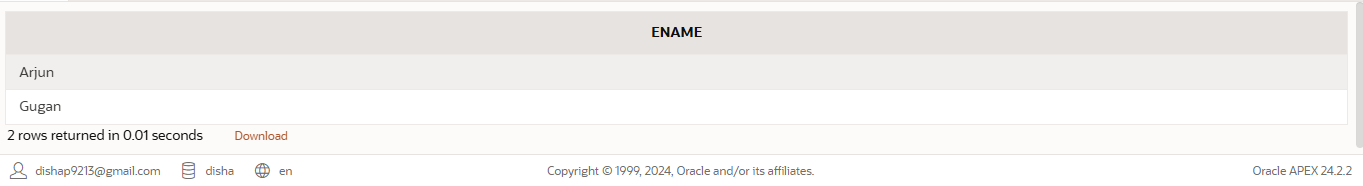 ENAME
Arjun
Gugan
2 rows returned in 0.01 seconds Download
dishap9213@gmail.com disha en Copyright © 1999, 2024, Oracle and/or its affiliates. Oracle APEX 24.2.2